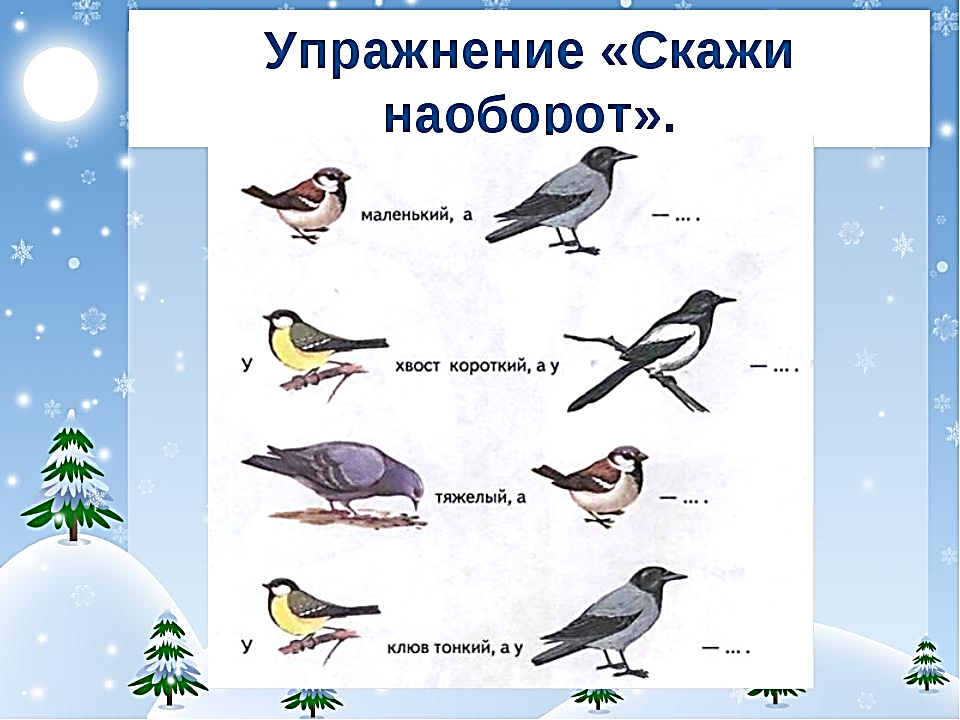 Упражнение «Скажи
наоборот».
маленький, а — ... .
У хвост короткий, а у — ... .
тяжелый, а — ... .
У клюв тонкий, а у — ... .